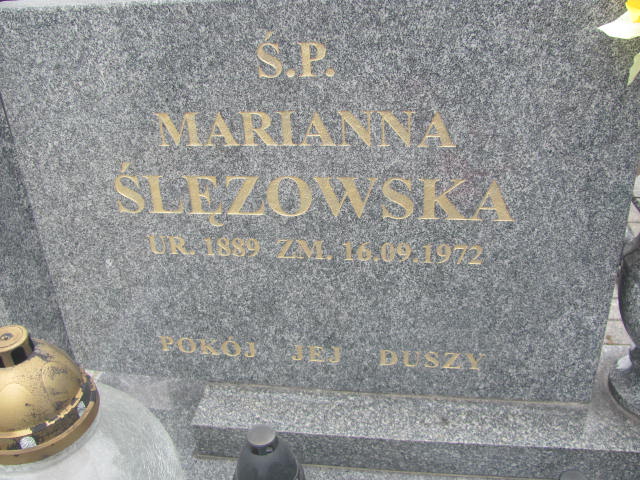 Ś.P.
MARIANNA
ŚLĘZOWSKA
UR. 1889 ZM. 16.09.1972
POKÓJ JEJ DUSZY